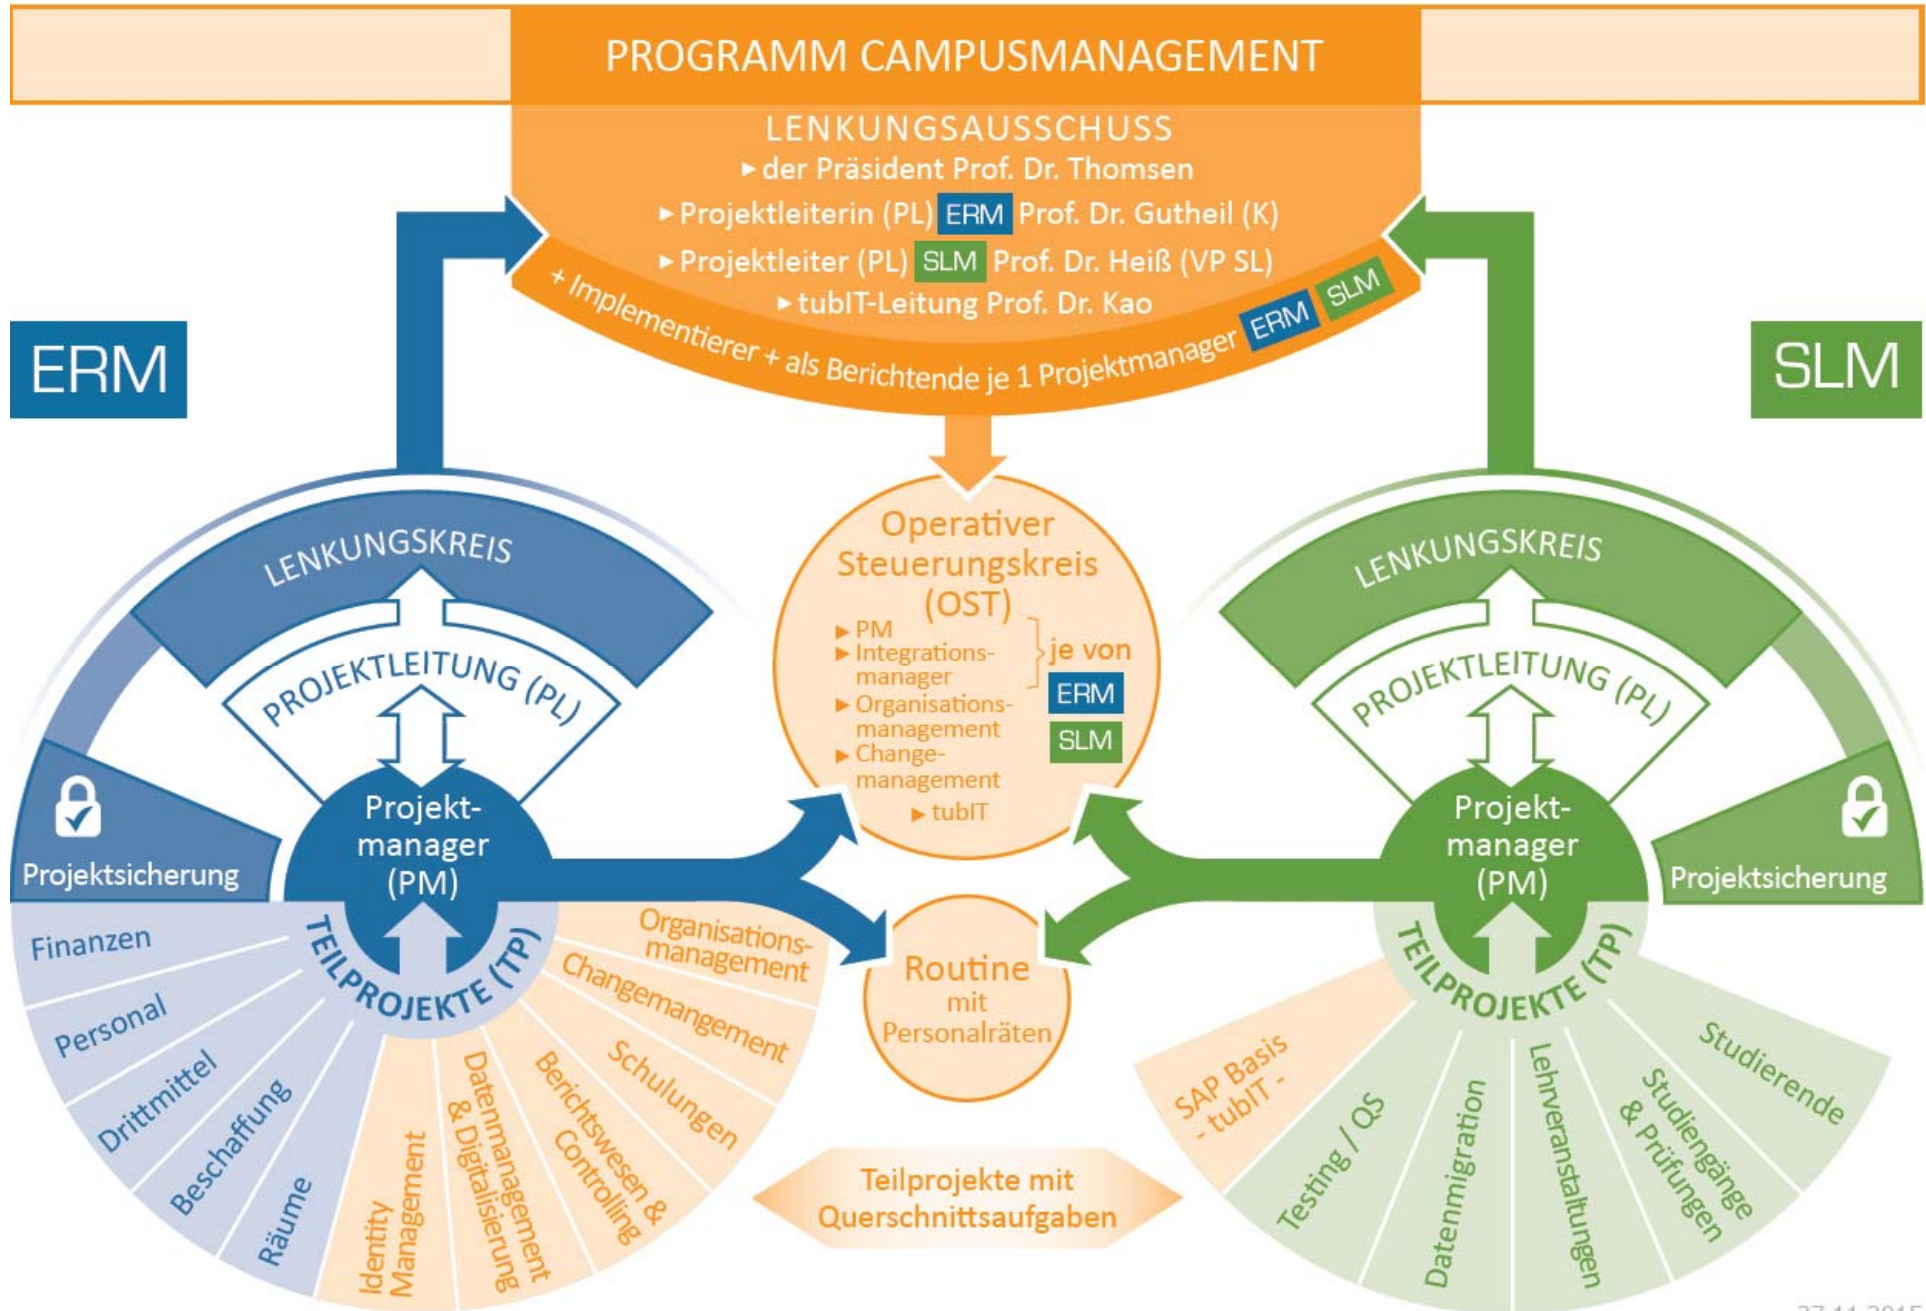 PROGRAMM CAMPUSMANAGEMENT
LENKUNGSAUSSCHUSS
▸ der Präsident Prof. Dr. Thomsen
▸ Projektleiterin (PL) ERM Prof. Dr. Gutheil (K)
▸ Projektleiter (PL) SLM Prof. Dr. Heiß (VP SL)
▸ tubIT-Leitung Prof. Dr. Kao
+ Implementierer + als Berichtende je 1 Projektmanager ERM SLM
ERM
LENKUNGSKREIS
PROJEKTLEITUNG (PL)
Projekt-
manager
(PM)
Projektsicherung
TEILPROJEKTE (TP)
Finanzen
Personal
Drittmittel
Beschaffung
Räume
Identity
Management
Datenmanagement
& Digitalisierung
Berichtswesen &
Controlling
Schulungen
Changemangement
Organisations-
management
Operativer
Steuerungskreis
(OST)
▸ PM
▸ Integrations-
manager
je von
ERM
SLM
▸ Organisations-
management
▸ Change-
management
▸ tubIT
Routine
mit
Personalräten
Teilprojekte mit
Querschnittsaufgaben
SLM
LENKUNGSKREIS
PROJEKTLEITUNG (PL)
Projekt-
manager
(PM)
Projektsicherung
TEILPROJEKTE (TP)
SAP Basis
- tubIT -
Testing / QS
Datenmigration
Lehrveranstaltungen
Studiengänge
& Prüfungen
Studierende
27.11.2015